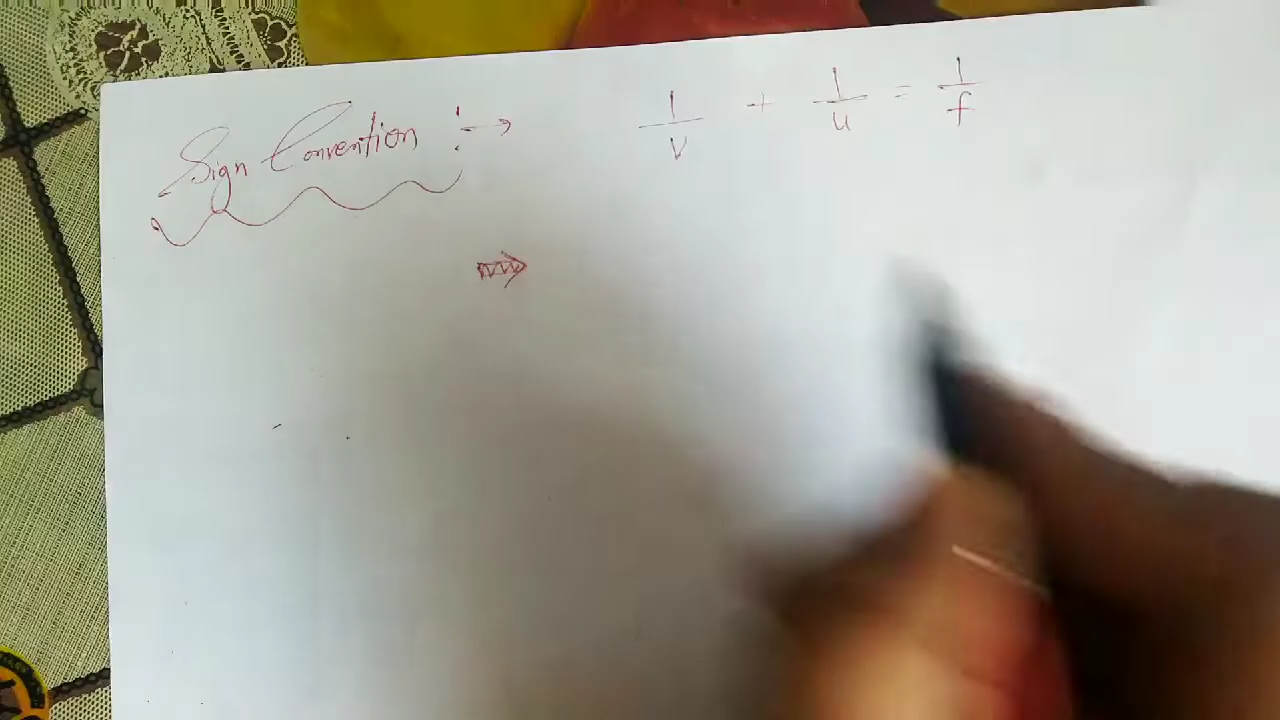 Sign Convention :→ 1/v + 1/u = 1/f
⇒